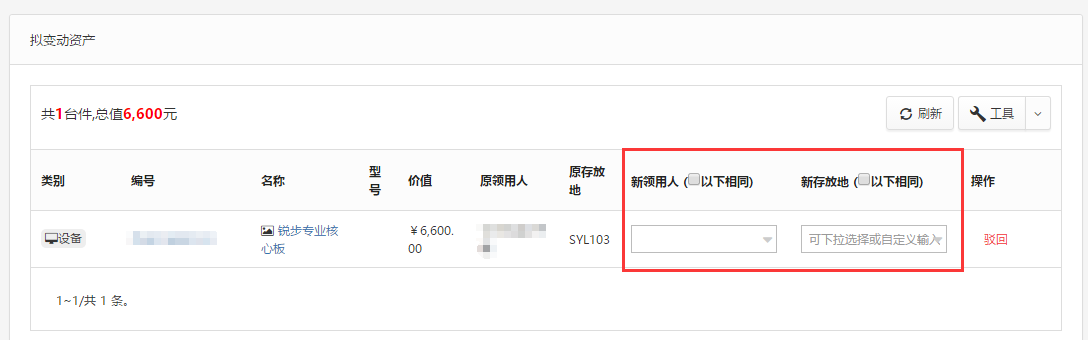 拟变动资产
共1台件,总值6,600元
刷新 工具
类别 编号 名称 型号 价值 原领用人 原存放地 新领用人 (以下相同) 新存放地 (以下相同) 操作
设备 锐步专业核心板 ￥6,600.00 SYL103 可下拉选择或自定义输入 驳回
1~1/共 1 条。